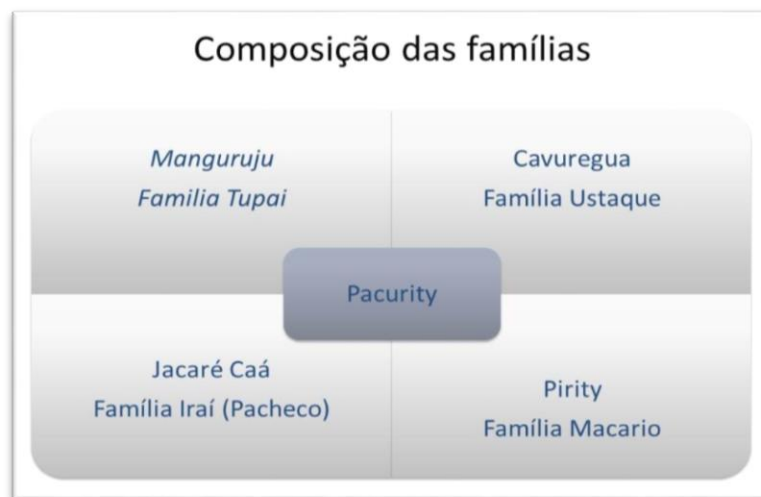 Composição das famílias
Manguruju
Familia Tupai
Cavuregua
Família Ustaque
Pacurity
Jacaré Caá
Família Iraí (Pacheco)
Pirity
Família Macario